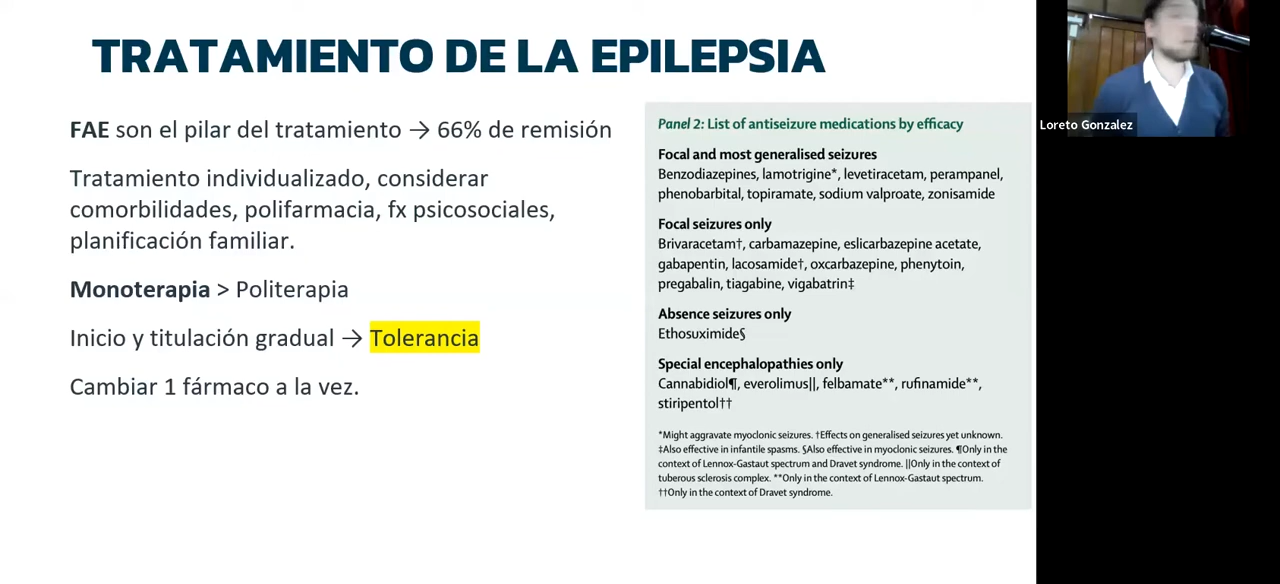 TRATAMIENTO DE LA EPILEPSIA
FAE son el pilar del tratamiento → 66% de remisión
Tratamiento individualizado, considerar
comorbilidades, polifarmacia, fx psicosociales,
planificación familiar.
Monoterapia > Politerapia
Inicio y titulación gradual → Tolerancia
Cambiar 1 fármaco a la vez.
Panel 2: List of antiseizure medications by efficacy
Focal and most generalised seizures
Benzodiazepines, lamotrigine*, levetiracetam, perampanel,
phenobarbital, topiramate, sodium valproate, zonisamide
Focal seizures only
Brivaracetam†, carbamazepine, eslicarbazepine acetate,
gabapentin, lacosamide†, oxcarbazepine, phenytoin,
pregabalin, tiagabine, vigabatrin‡
Absence seizures only
Ethosuximide§
Special encephalopathies only
Cannabidiol¶, everolimus||, felbamate**, rufinamide**,
stiripentol††
*Might aggravate myoclonic seizures. †Effects on generalised seizures yet unknown.
‡Also effective in infantile spasms. §Also effective in myoclonic seizures. ¶Only in the
context of Lennox-Gastaut spectrum and Dravet syndrome. ||Only in the context of
tuberous sclerosis complex. **Only in the context of Lennox-Gastaut spectrum.
††Only in the context of Dravet syndrome.
Loreto Gonzalez